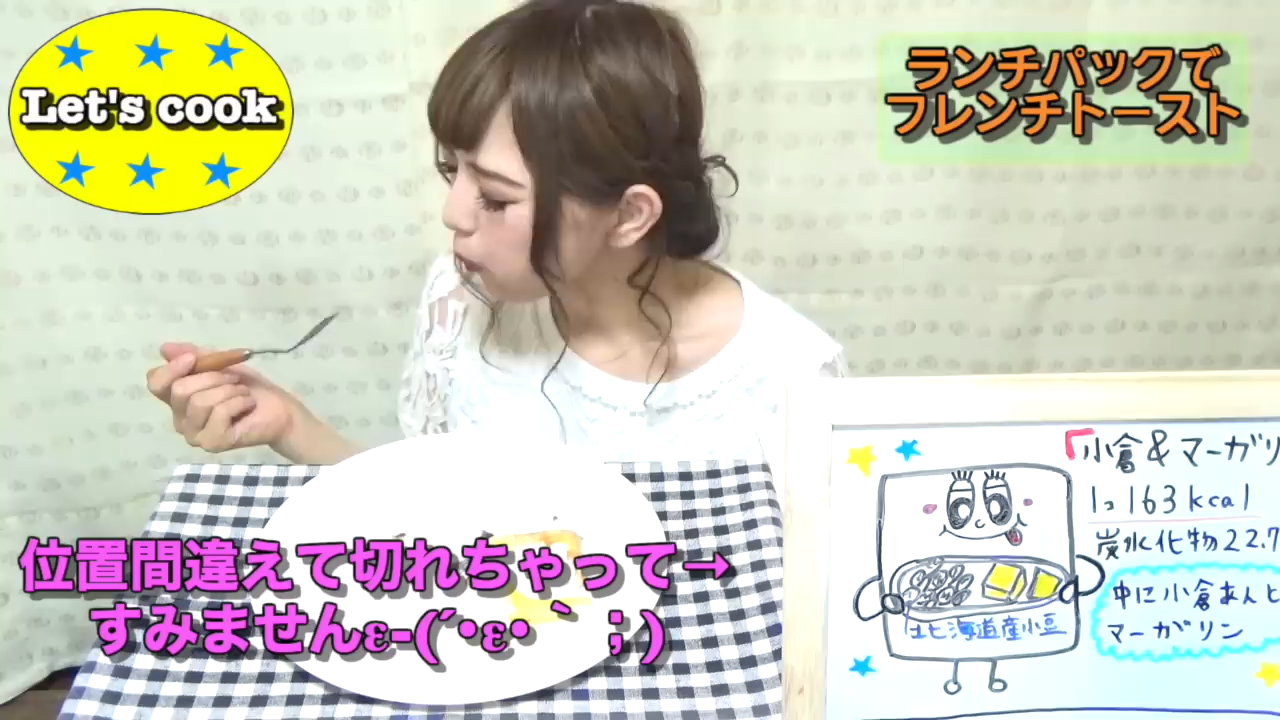 Let's cook
ランチパックで
フレンチトースト
位置間違えて切れちゃって→
すみませんε-(´•ε•｀；)
「小倉&マーガリ
1コ163kcal
炭水化物22.7
中に小倉あんと
マーガリン
北海道産小豆